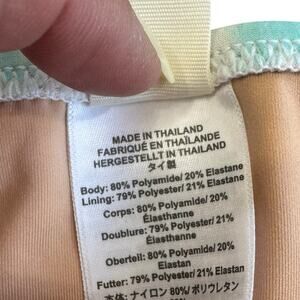 MADE IN THAILAND
FABRIQUÉ EN THAÏLANDE
HERGESTELLT IN THAILAND
タイ製
Body: 80% Polyamide/ 20% Elastane
Lining: 79% Polyester/ 21% Elastane
Corps: 80% Polyamide/ 20%
Élasthanne
Doublure: 79% Polyester/ 21%
Élasthanne
Oberteil: 80% Polyamide/ 20%
Elastan
Futter: 79% Polyester/ 21% Elastan
本体: ナイロン 80%/ ポリウレタン